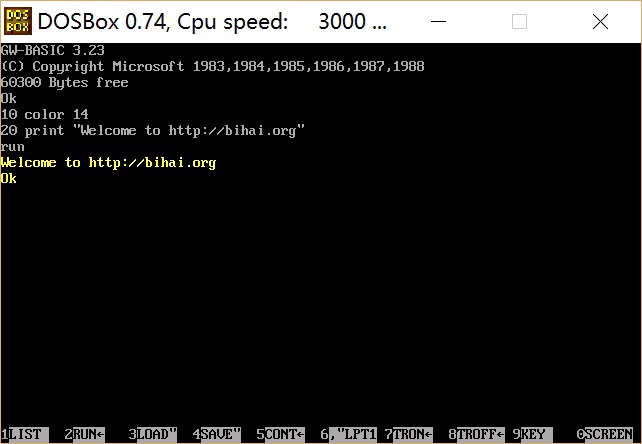 DOS BOX DOSBox 0.74, Cpu speed: 3000 ...
GW-BASIC 3.23
(C) Copyright Microsoft 1983,1984,1985,1986,1987,1988
60300 Bytes free
Ok
10 color 14
20 print "Welcome to http://bihai.org"
run
Welcome to http://bihai.org
Ok
1LIST 2RUN← 3LOAD" 4SAVE" 5CONT← 6,"LPT1 7TRON← 8TROFF← 9KEY 0SCREEN